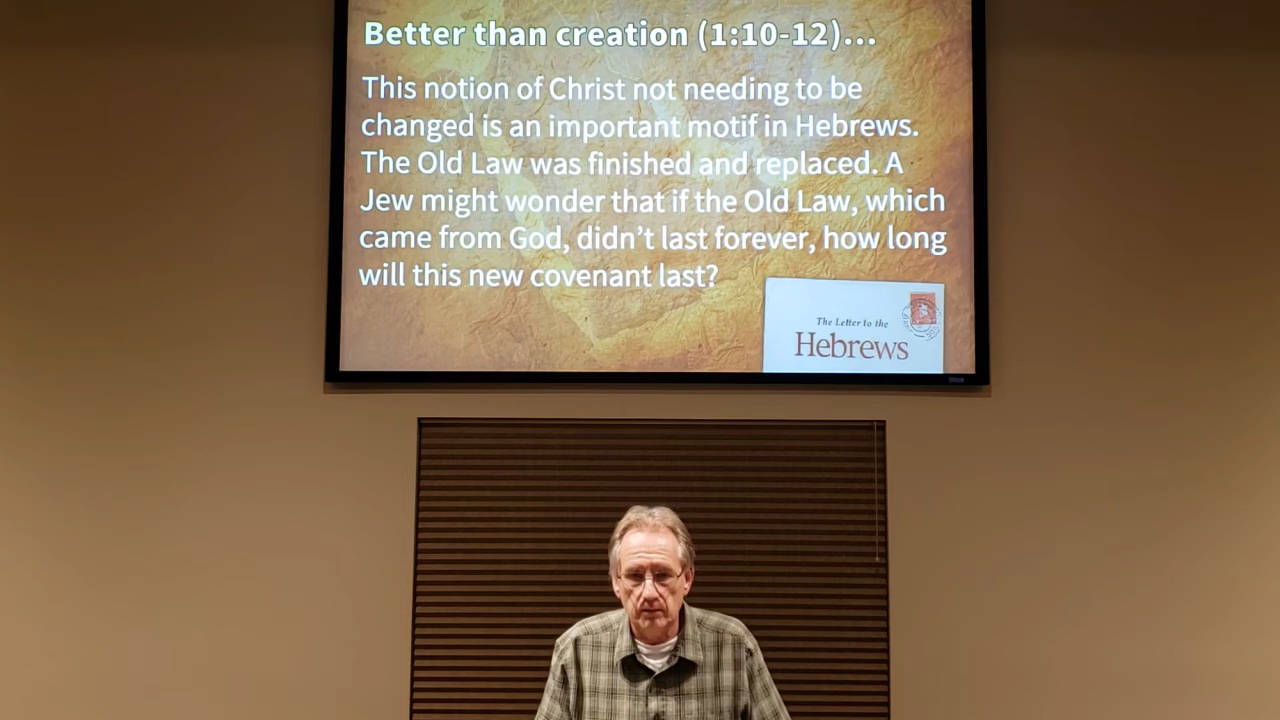 Better than creation (1:10-12)...
This notion of Christ not needing to be
changed is an important motif in Hebrews.
The Old Law was finished and replaced. A
Jew might wonder that if the Old Law, which
came from God, didn't last forever, how long
will this new covenant last?
The Letter to the
Hebrews